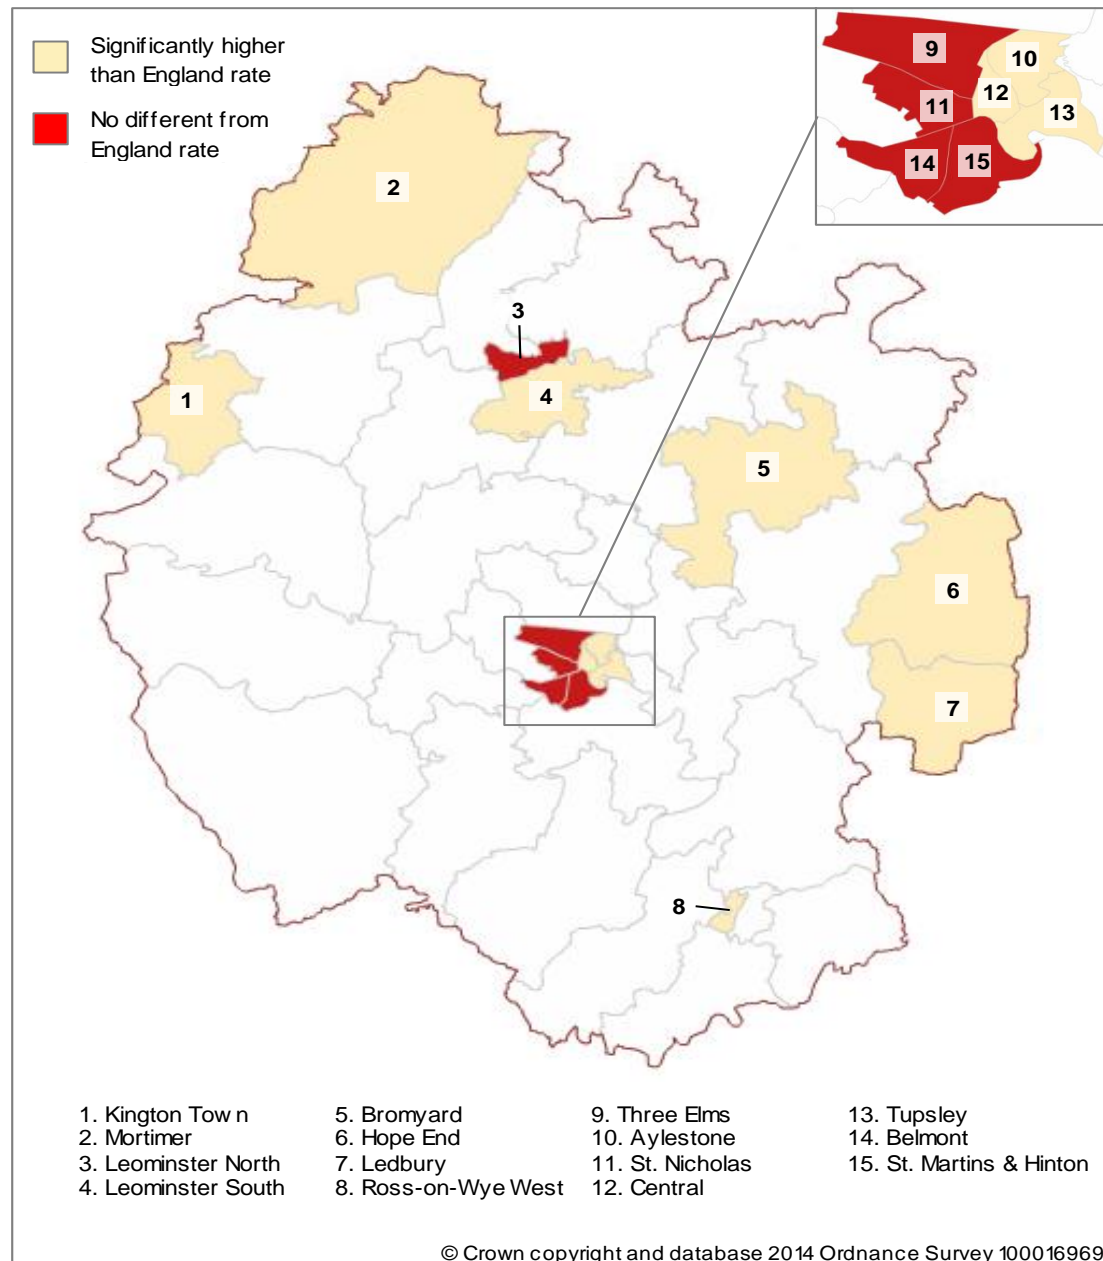 Significantly higher
than England rate
No different from
England rate
9
10
12
11
13
14
15
2
3
1
4
5
6
7
8
1. Kington Town
2. Mortimer
3. Leominster North
4. Leominster South
5. Bromyard
6. Hope End
7. Ledbury
8. Ross-on-Wye West
9. Three Elms
10. Aylestone
11. St. Nicholas
12. Central
13. Tupsley
14. Belmont
15. St. Martins & Hinton
© Crown copyright and database 2014 Ordnance Survey 100016969